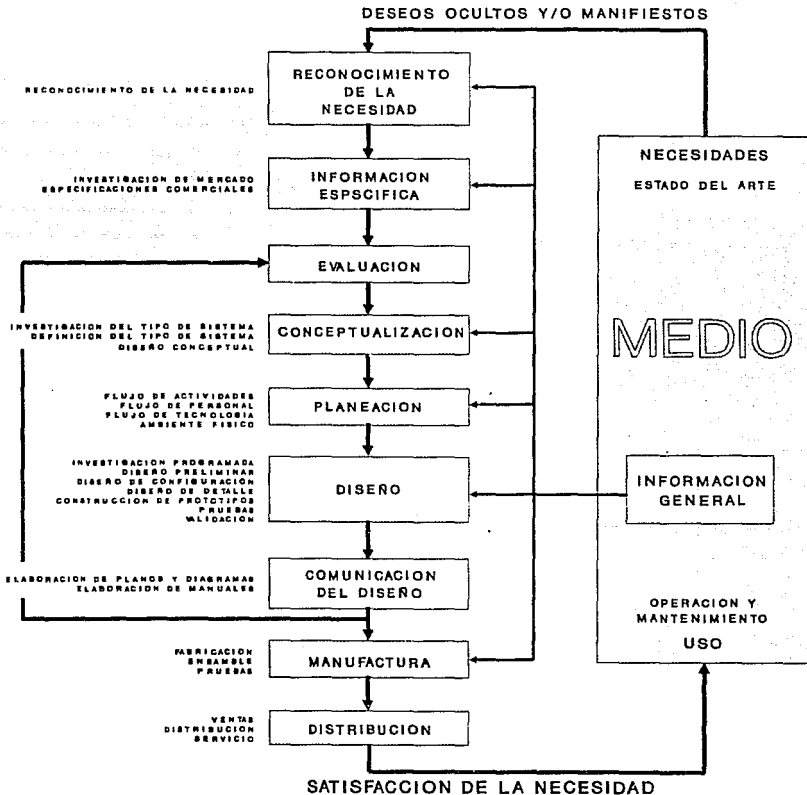 DESEOS OCULTOS Y/O MANIFIESTOS
RECONOCIMIENTO DE LA NECESIDAD
RECONOCIMIENTO
DE LA
NECESIDAD
INVESTIGACION DE MERCADO
ESPECIFICACIONES COMERCIALES
INFORMACION
ESPSCIFICA
EVALUACION
INVESTIGACION DEL TIPO DE SISTEMA
DEFINICION DEL TIPO DE SISTEMA
DISEÑO CONCEPTUAL
CONCEPTUALIZACION
FLUJO DE ACTIVIDADES
FLUJO DE PERSONAL
FLUJO DE TECNOLOGIA
AMBIENTE FISICO
PLANEACION
INVESTIGACION PROGRAMADA
DISEÑO PRELIMINAR
DISEÑO DE CONFIGURACIÓN
DISEÑO DE DETALLE
CONSTRUCCION DE PROTOTIPOS
PRUEBAS
VALIDACION
DISEÑO
ELABORACION DE PLANOS Y DIAGRAMAS
ELABORACION DE MANUALES
COMUNICACION
DEL DISEÑO
FABRICACION
ENSAMBLE
PRUEBAS
MANUFACTURA
VENTAS
DISTRIBUCION
SERVICIO
DISTRIBUCION
NECESIDADES
ESTADO DEL ARTE
MEDIO
INFORMACION
GENERAL
OPERACION Y
MANTENIMIENTO
USO
SATISFACCION DE LA NECESIDAD